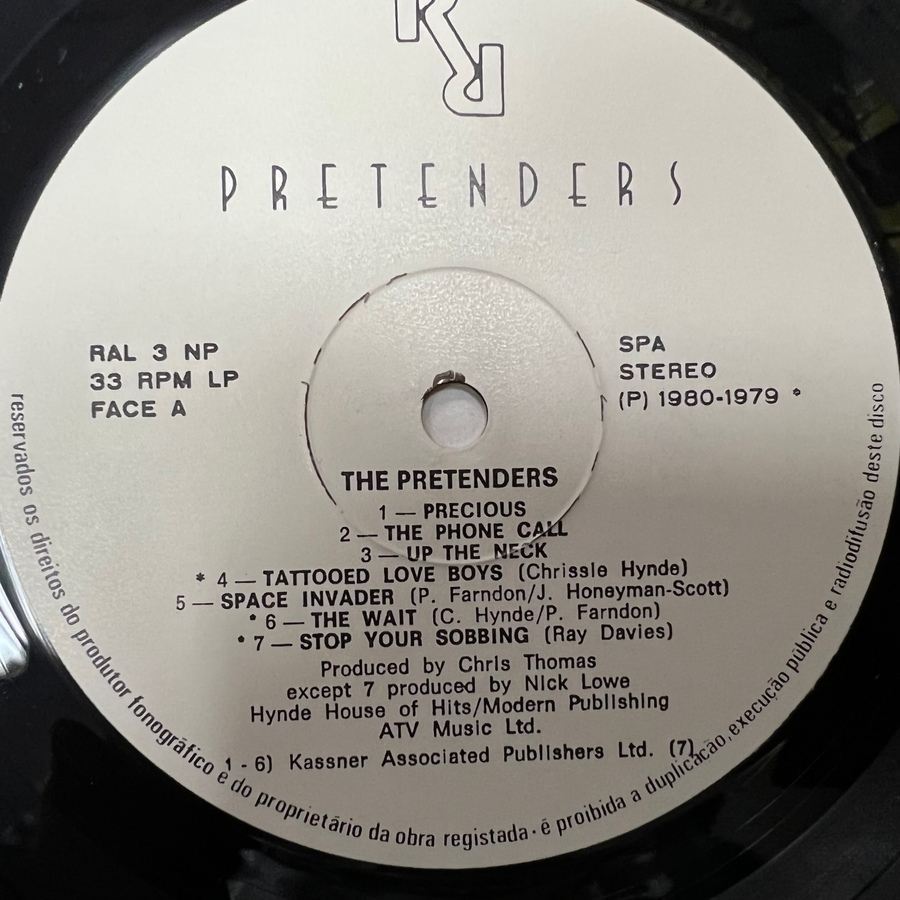 PRETENDERS
RAL 3 NP
33 RPM LP
FACE A
SPA
STEREO
(P) 1980-1979 *
THE PRETENDERS
1 — PRECIOUS
2 — THE PHONE CALL
3 — UP THE NECK
* 4 — TATTOOED LOVE BOYS (Chrissie Hynde)
5 — SPACE INVADER (P. Farndon/J. Honeyman-Scott)
* 6 — THE WAIT (C. Hynde/P. Farndon)
* 7 — STOP YOUR SOBBING (Ray Davies)
Produced by Chris Thomas
except 7 produced by Nick Lowe
Hynde House of Hits/Modern Publishing
ATV Music Ltd.
1 - 6) Kassner Associated Publishers Ltd. (7)
reservados os direitos do produtor fonográfico e do proprietário da obra registada · é proibida a duplicação, execução pública e radiodifusão deste disco